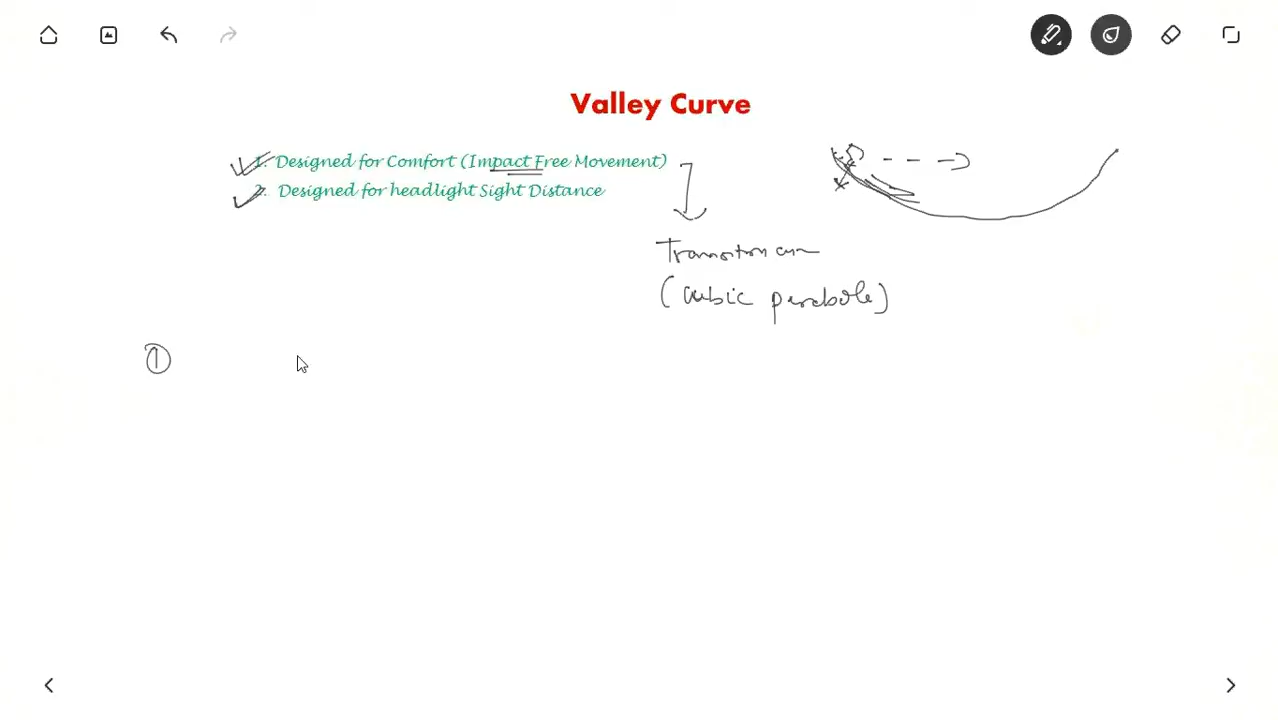 Valley Curve
1. Designed for Comfort (Impact Free Movement)
2. Designed for headlight Sight Distance
Transition
(cubic parabola)
①